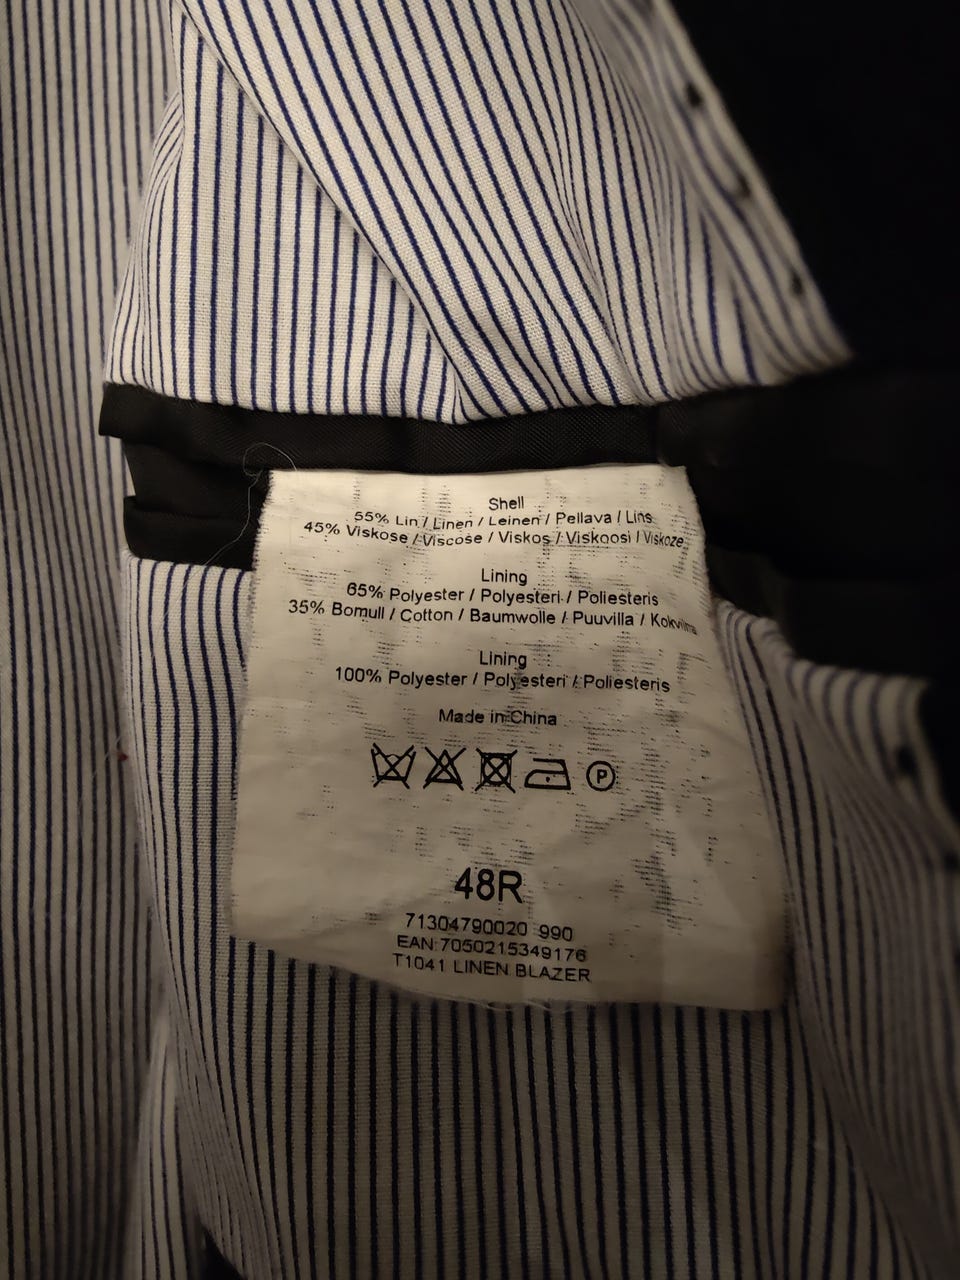 Shell
55% Lin / Linen / Leinen / Pellava / Lins
45% Viskose / Viscose / Viskos / Viskoosi / Viskoze
Lining
65% Polyester / Polyesteri / Poliesteris
35% Bomull / Cotton / Baumwolle / Puuvilla / Kokvilna
Lining
100% Polyester / Polyesteri / Poliesteris
Made in China
P
48R
71304790020 990
EAN:7050215349176
T1041 LINEN BLAZER